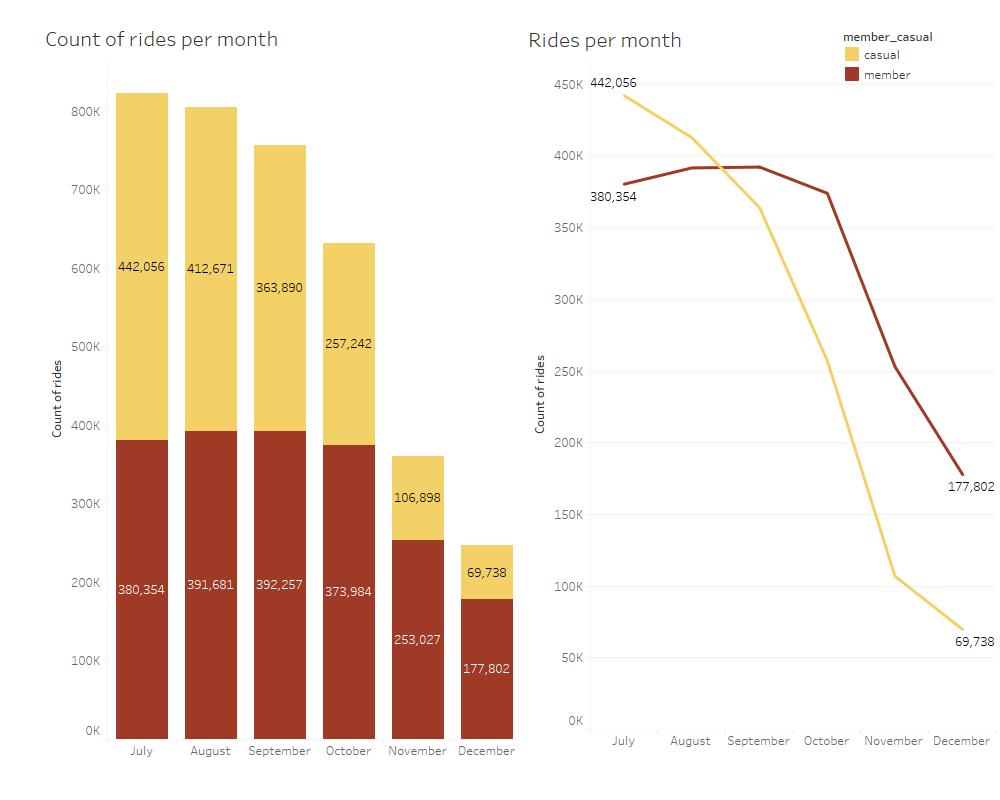 Count of rides per month
800K
700K
600K
500K
400K
300K
200K
100K
0K
Count of rides
442,056
412,671
363,890
257,242
106,898
69,738
380,354
391,681
392,257
373,984
253,027
177,802
July
August
September
October
November
December
Rides per month
member_casual
casual
member
450K
400K
350K
300K
250K
200K
150K
100K
50K
0K
Count of rides
442,056
380,354
177,802
69,738
July
August
September
October
November
December